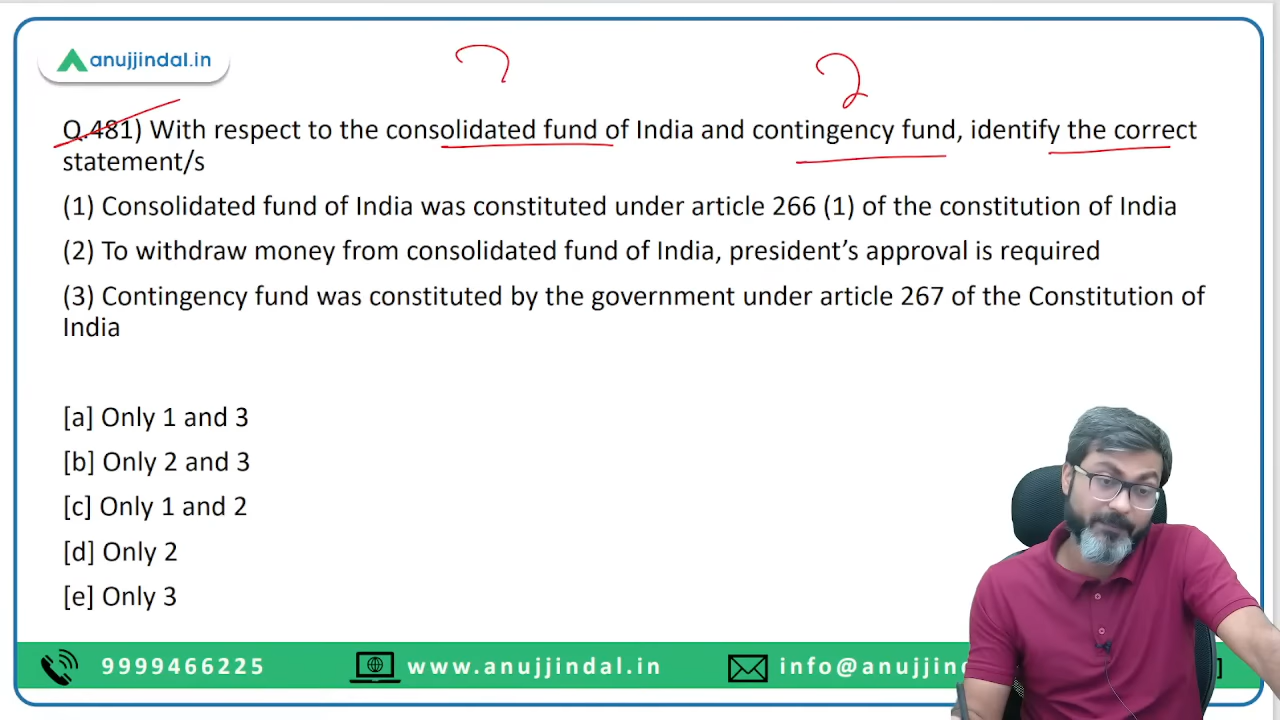 anujjindal.in
Q.481) With respect to the consolidated fund of India and contingency fund, identify the correct
statement/s
(1) Consolidated fund of India was constituted under article 266 (1) of the constitution of India
(2) To withdraw money from consolidated fund of India, president’s approval is required
(3) Contingency fund was constituted by the government under article 267 of the Constitution of
India
[a] Only 1 and 3
[b] Only 2 and 3
[c] Only 1 and 2
[d] Only 2
[e] Only 3
9999466225
www.anujjindal.in